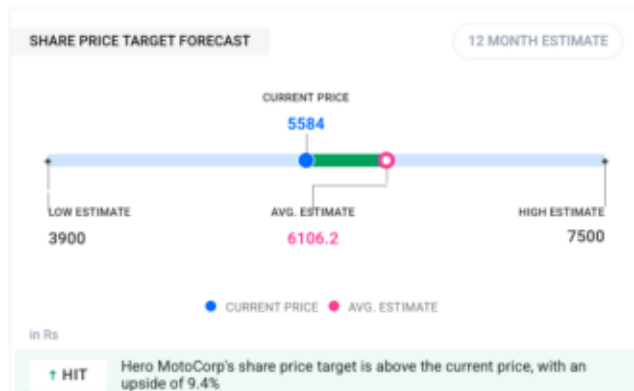 SHARE PRICE TARGET FORECAST
12 MONTH ESTIMATE
CURRENT PRICE
5584
LOW ESTIMATE
AVG. ESTIMATE
HIGH ESTIMATE
3900
6106.2
7500
CURRENT PRICE
AVG. ESTIMATE
in Rs
↑ HIT
Hero MotoCorp's share price target is above the current price, with an
upside of 9.4%